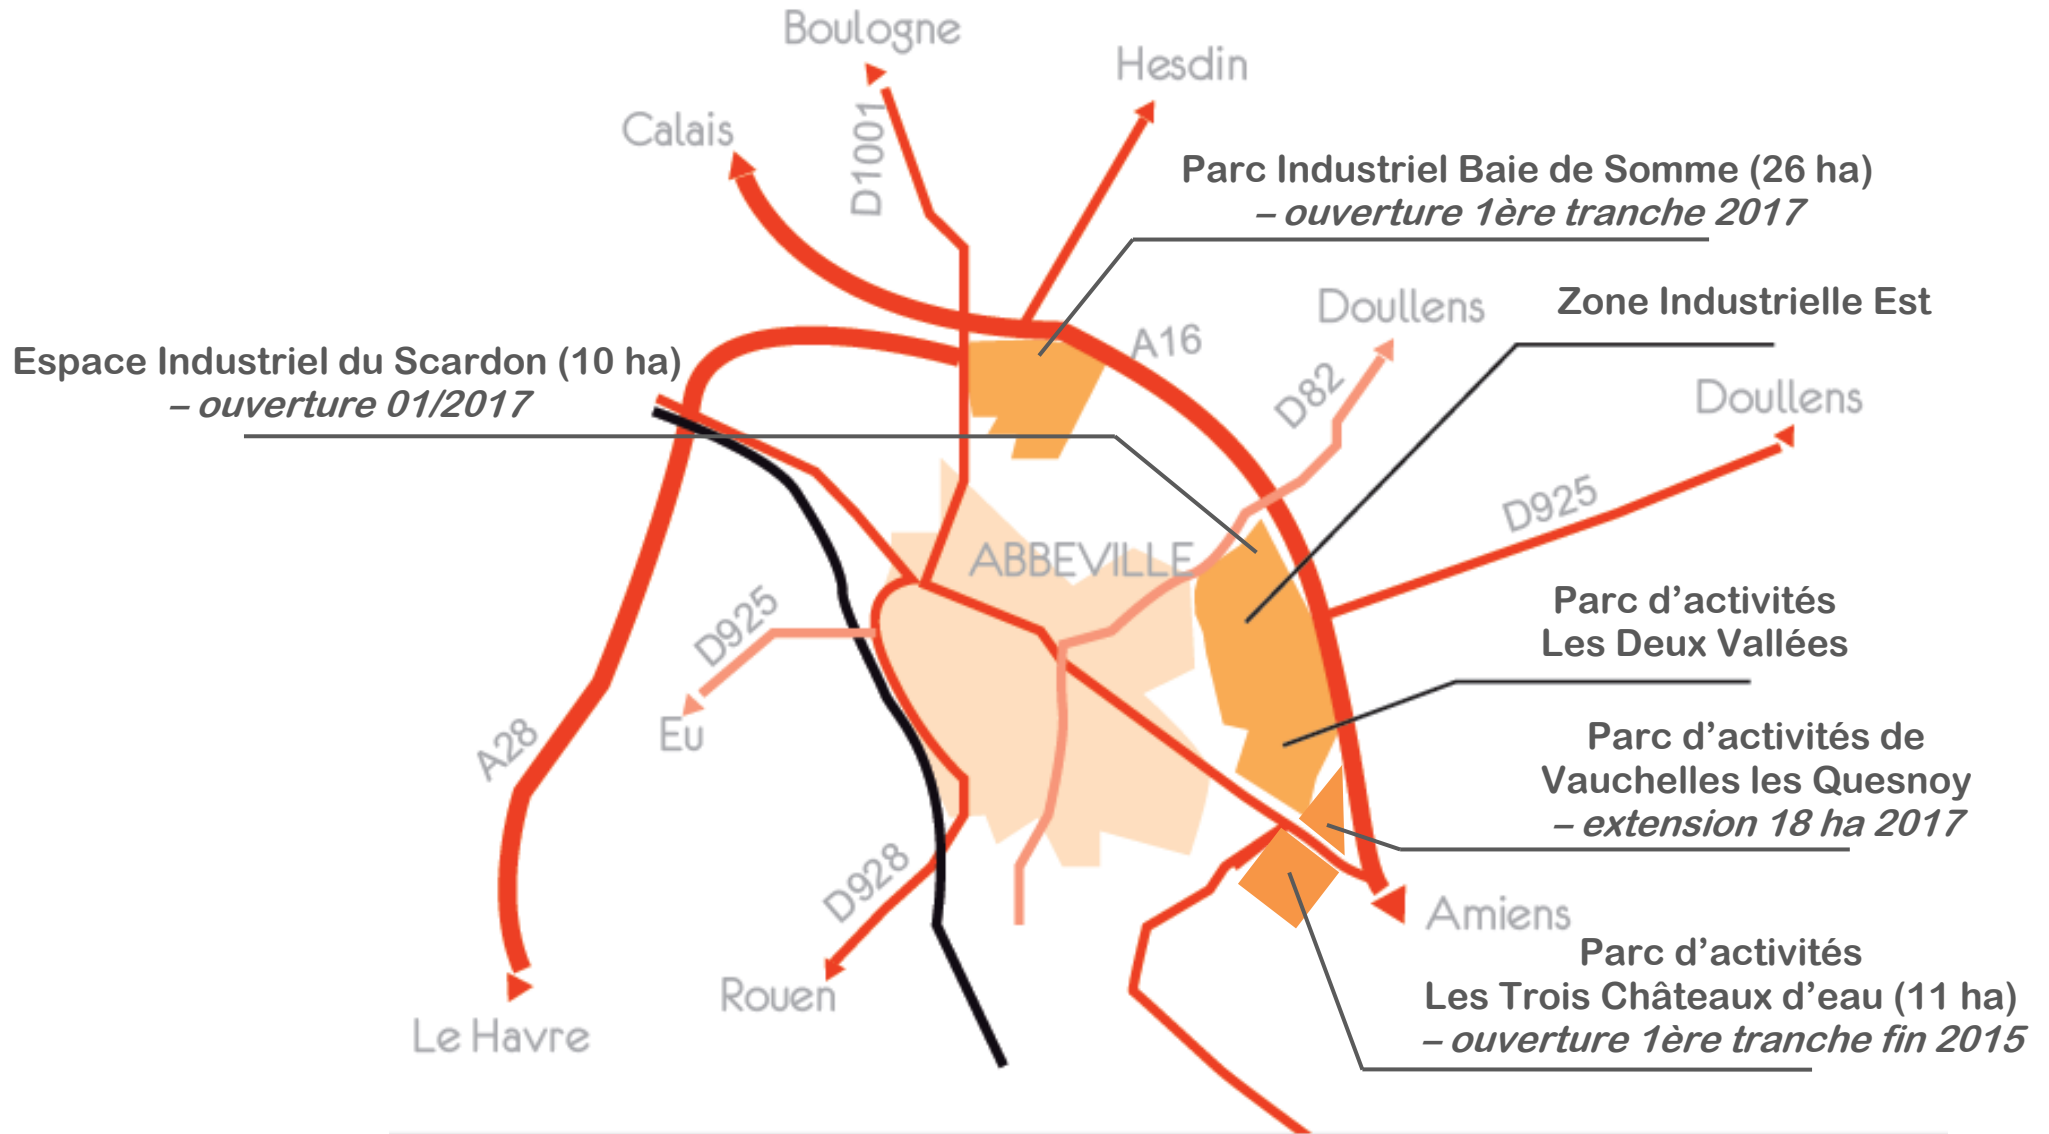 Boulogne
Hesdin
Calais
D1001
Parc Industriel Baie de Somme (26 ha)
– ouverture 1ère tranche 2017
Doullens
Zone Industrielle Est
A16
Espace Industriel du Scardon (10 ha)
– ouverture 01/2017
D82
Doullens
D925
ABBEVILLE
Parc d’activités
Les Deux Vallées
D925
Eu
A28
Parc d’activités de
Vauchelles les Quesnoy
– extension 18 ha 2017
D928
Amiens
Rouen
Parc d’activités
Les Trois Châteaux d’eau (11 ha)
– ouverture 1ère tranche fin 2015
Le Havre